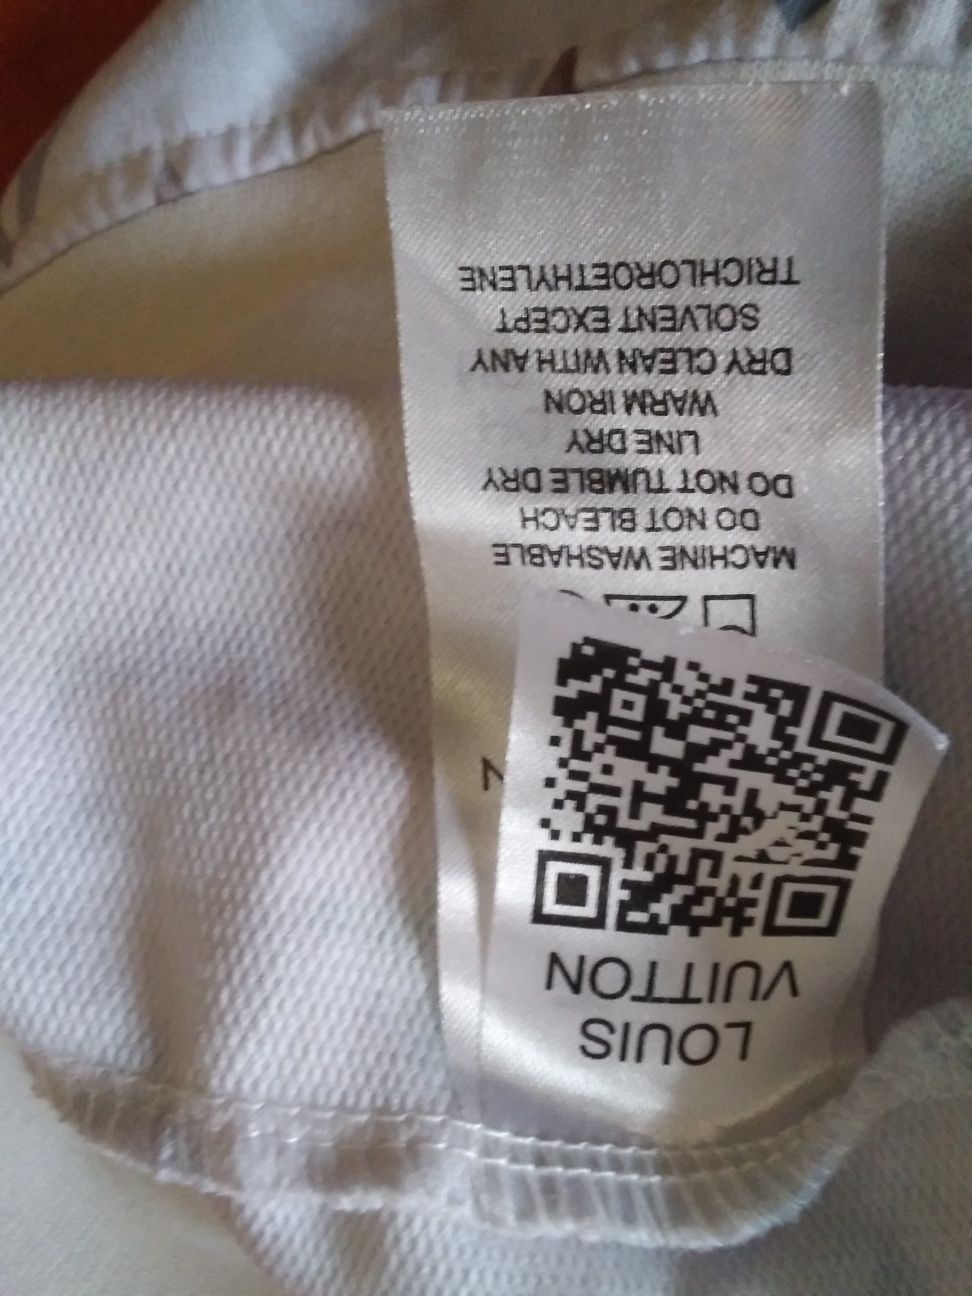 LOUIS
VUITTON
N
MACHINE WASHABLE
DO NOT BLEACH
DO NOT TUMBLE DRY
LINE DRY
WARM IRON
DRY CLEAN WITH ANY
SOLVENT EXCEPT
TRICHLOROETHYLENE